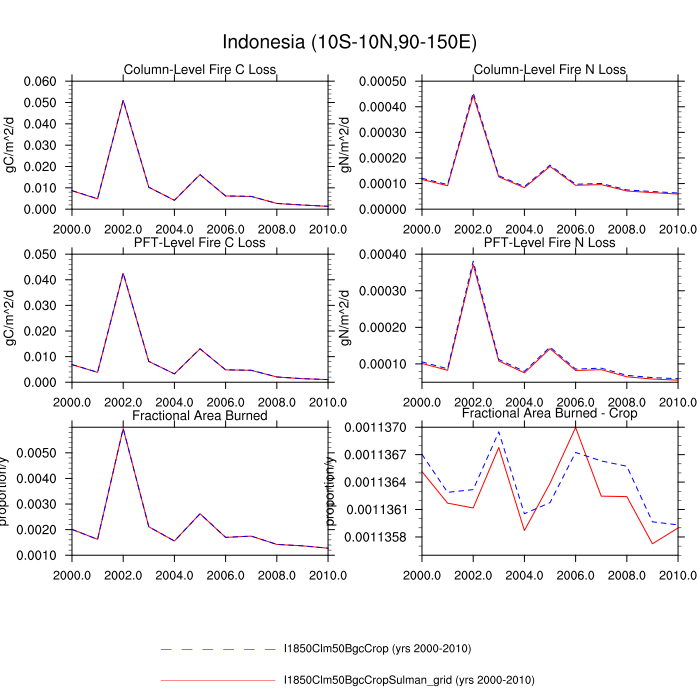 Indonesia (10S-10N,90-150E)
Column-Level Fire C Loss
gC/m^2/d
0.060
0.050
0.040
0.030
0.020
0.010
0.000
2000.0 2002.0 2004.0 2006.0 2008.0 2010.0
Column-Level Fire N Loss
gN/m^2/d
0.00050
0.00040
0.00030
0.00020
0.00010
0.00000
2000.0 2002.0 2004.0 2006.0 2008.0 2010.0
PFT-Level Fire C Loss
gC/m^2/d
0.050
0.040
0.030
0.020
0.010
0.000
2000.0 2002.0 2004.0 2006.0 2008.0 2010.0
PFT-Level Fire N Loss
gN/m^2/d
0.00040
0.00030
0.00020
0.00010
2000.0 2002.0 2004.0 2006.0 2008.0 2010.0
Fractional Area Burned
proportion/y
0.0050
0.0040
0.0030
0.0020
0.0010
2000.0 2002.0 2004.0 2006.0 2008.0 2010.0
Fractional Area Burned - Crop
proportion/y
0.0011370
0.0011367
0.0011364
0.0011361
0.0011358
2000.0 2002.0 2004.0 2006.0 2008.0 2010.0
I1850Clm50BgcCrop (yrs 2000-2010)
I1850Clm50BgcCropSulman_grid (yrs 2000-2010)